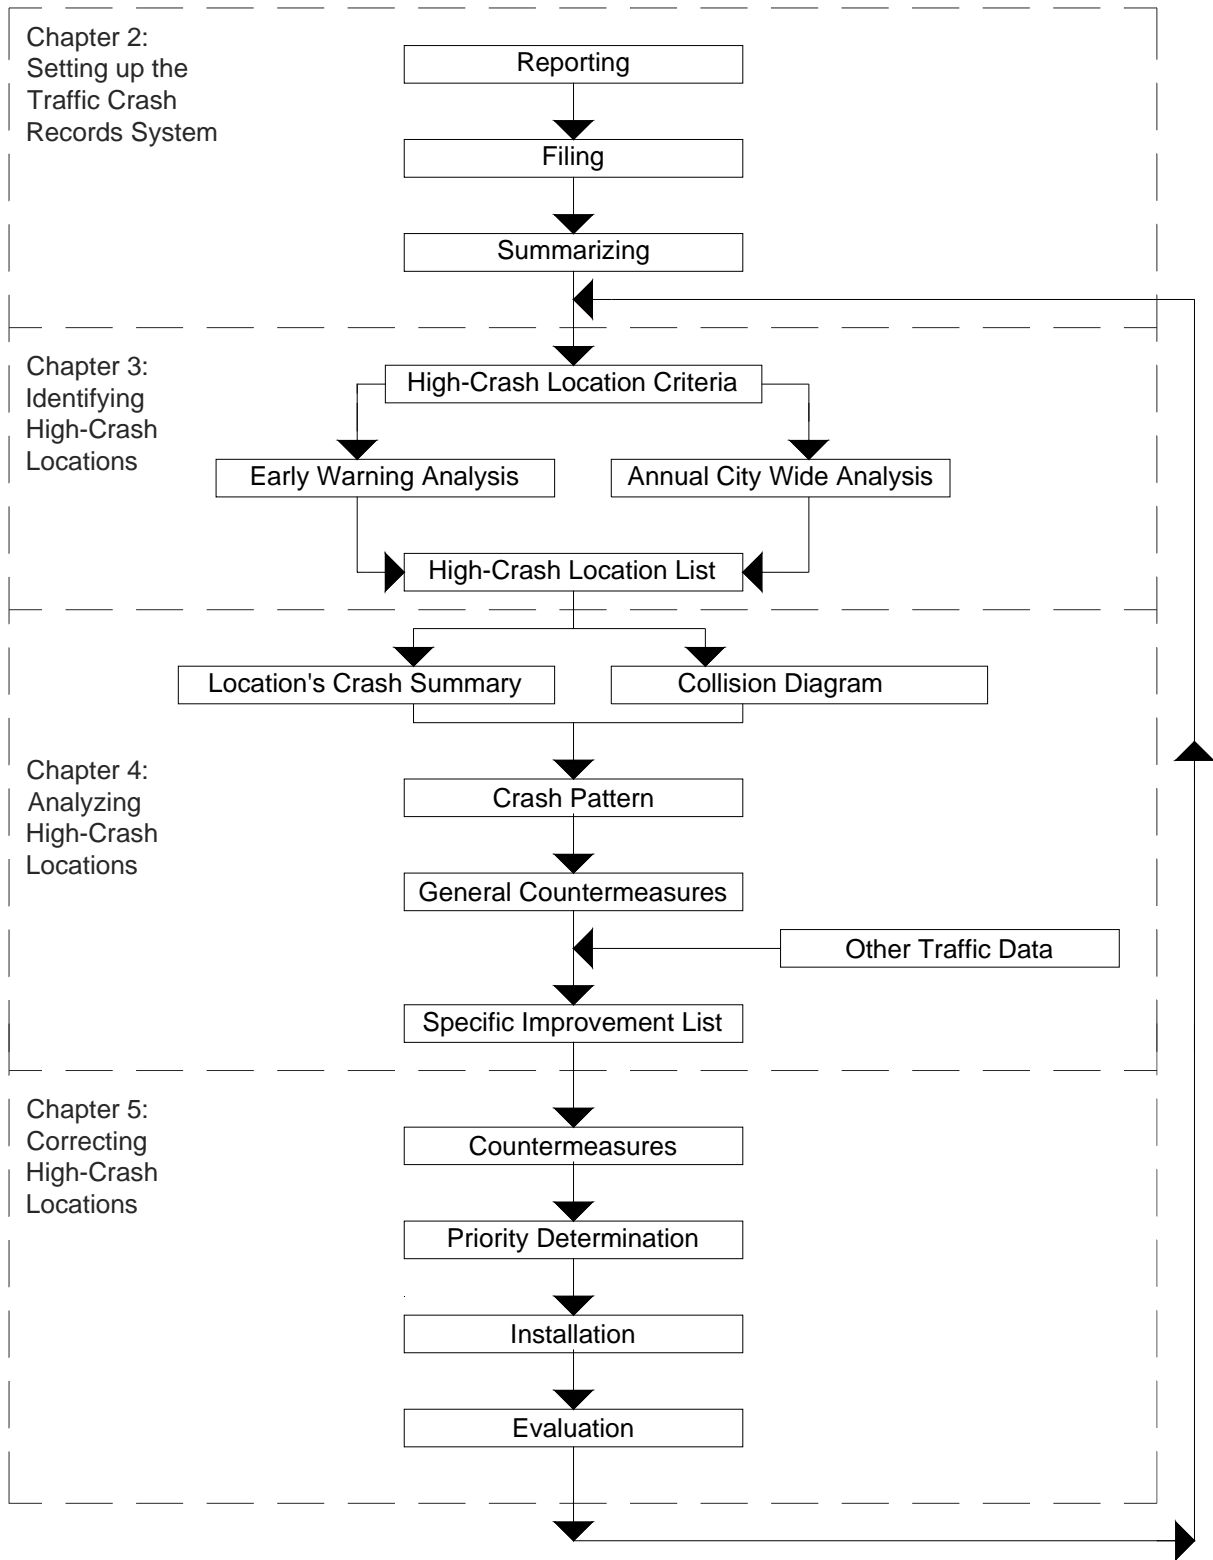 Chapter 2:
Setting up the
Traffic Crash
Records System
Reporting
Filing
Summarizing
Chapter 3:
Identifying
High-Crash
Locations
High-Crash Location Criteria
Early Warning Analysis
Annual City Wide Analysis
High-Crash Location List
Chapter 4:
Analyzing
High-Crash
Locations
Location's Crash Summary
Collision Diagram
Crash Pattern
General Countermeasures
Other Traffic Data
Specific Improvement List
Chapter 5:
Correcting
High-Crash
Locations
Countermeasures
Priority Determination
Installation
Evaluation